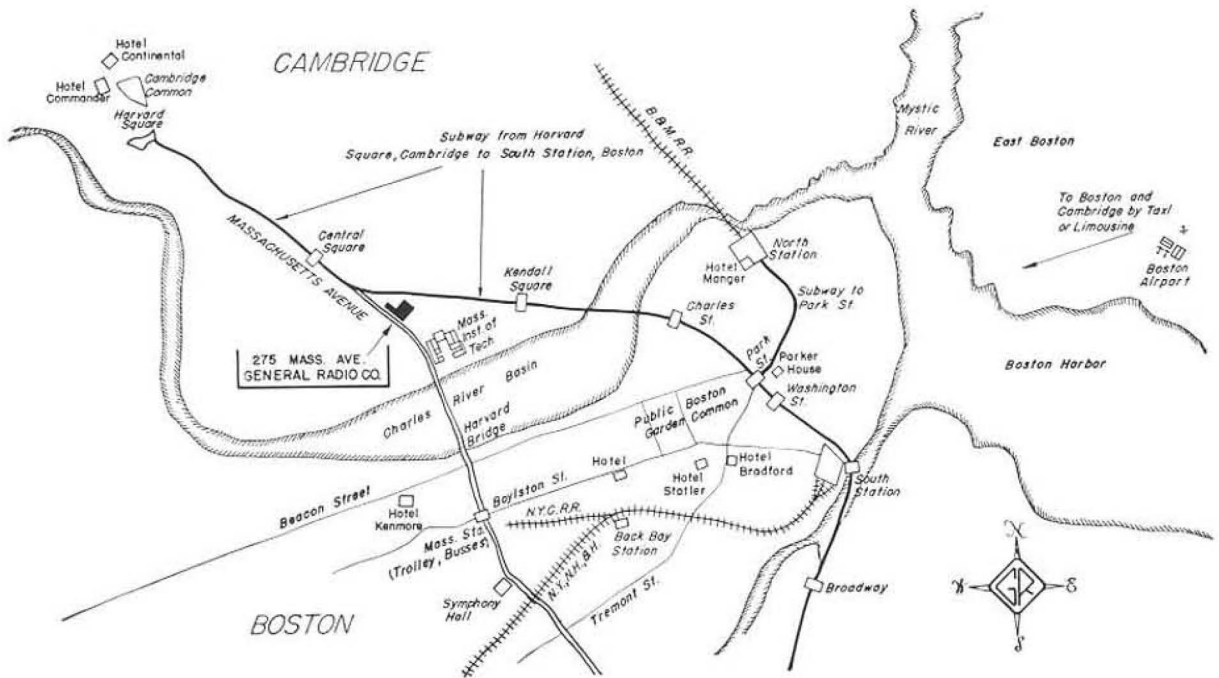 Hotel
Continental
Hotel
Commander
Cambridge
Common
Harvard
Square
CAMBRIDGE
Subway from Harvard
Square, Cambridge to South Station, Boston
B.& M. R R.
Mystic
River
East Boston
To Boston and
Cambridge by Taxi
or Limousine
Boston
Airport
MASSACHUSETTS AVENUE
Central
Square
Kendall
Square
North
Station
Hotel
Manger
Subway to
Park St.
Charles
St.
Mass.
Inst. of
Tech
275 MASS. AVE.
GENERAL RADIO CO.
Park
St.
Parker
House
Washington
St.
Boston Harbor
Charles River Basin
Harvard
Bridge
Public
Garden
Boston
Common
Beacon Street
Hotel
Kenmore
Boylston St.
Hotel
Hotel
Statler
Hotel
Bradford
South
Station
Mass. Sta.
(Trolley, Busses)
N.Y.C. R.R.
Back Bay
Station
N.Y., N.H., & H.
Symphony
Hall
Tremont St.
Broadway
BOSTON
N
W
E
S
GR